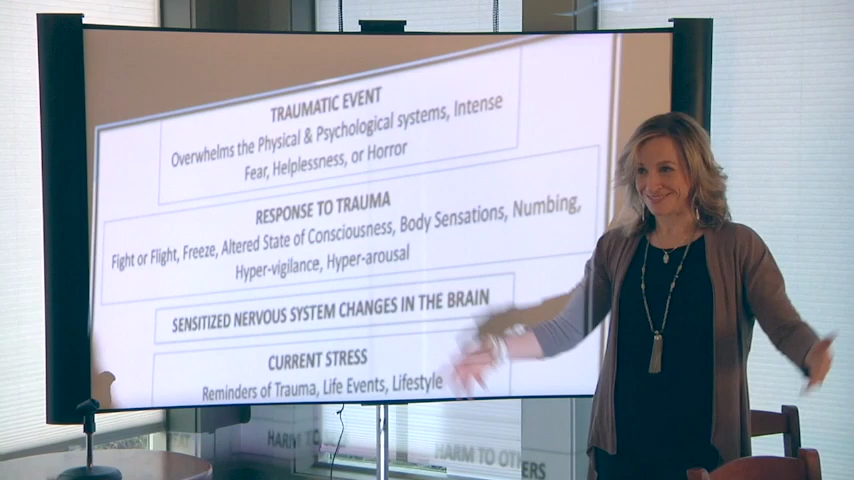 TRAUMATIC EVENT
Overwhelms the Physical & Psychological systems, Intense
Fear, Helplessness, or Horror
RESPONSE TO TRAUMA
Fight or Flight, Freeze, Altered State of Consciousness, Body Sensations, Numbing,
Hyper-vigilance, Hyper-arousal
SENSITIZED NERVOUS SYSTEM CHANGES IN THE BRAIN
CURRENT STRESS
Reminders of Trauma, Life Events, Lifestyle
HARM TO
HARM TO OTHERS